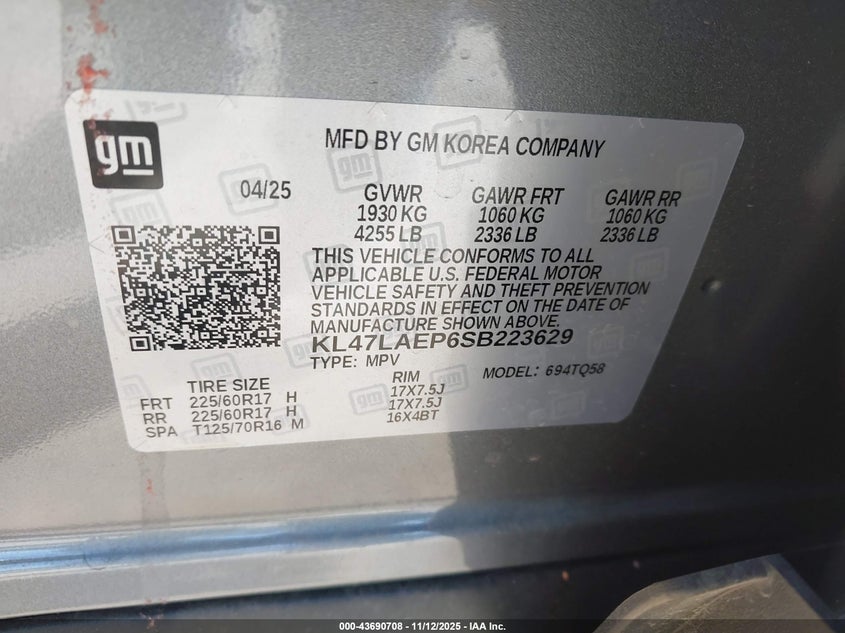 gm
MFD BY GM KOREA COMPANY
04/25
GVWR GAWR FRT GAWR RR
1930 KG 1060 KG 1060 KG
4255 LB 2336 LB 2336 LB
THIS VEHICLE CONFORMS TO ALL
APPLICABLE U.S. FEDERAL MOTOR
VEHICLE SAFETY AND THEFT PREVENTION
STANDARDS IN EFFECT ON THE DATE OF
MANUFACTURE SHOWN ABOVE.
KL47LAEP6SB223629
TYPE: MPV MODEL: 694TQ58
TIRE SIZE RIM
FRT 225/60R17 H 17X7.5J
RR 225/60R17 H 17X7.5J
SPA T125/70R16 M 16X4BT
000-43690708 - 11/12/2025 - IAA Inc.